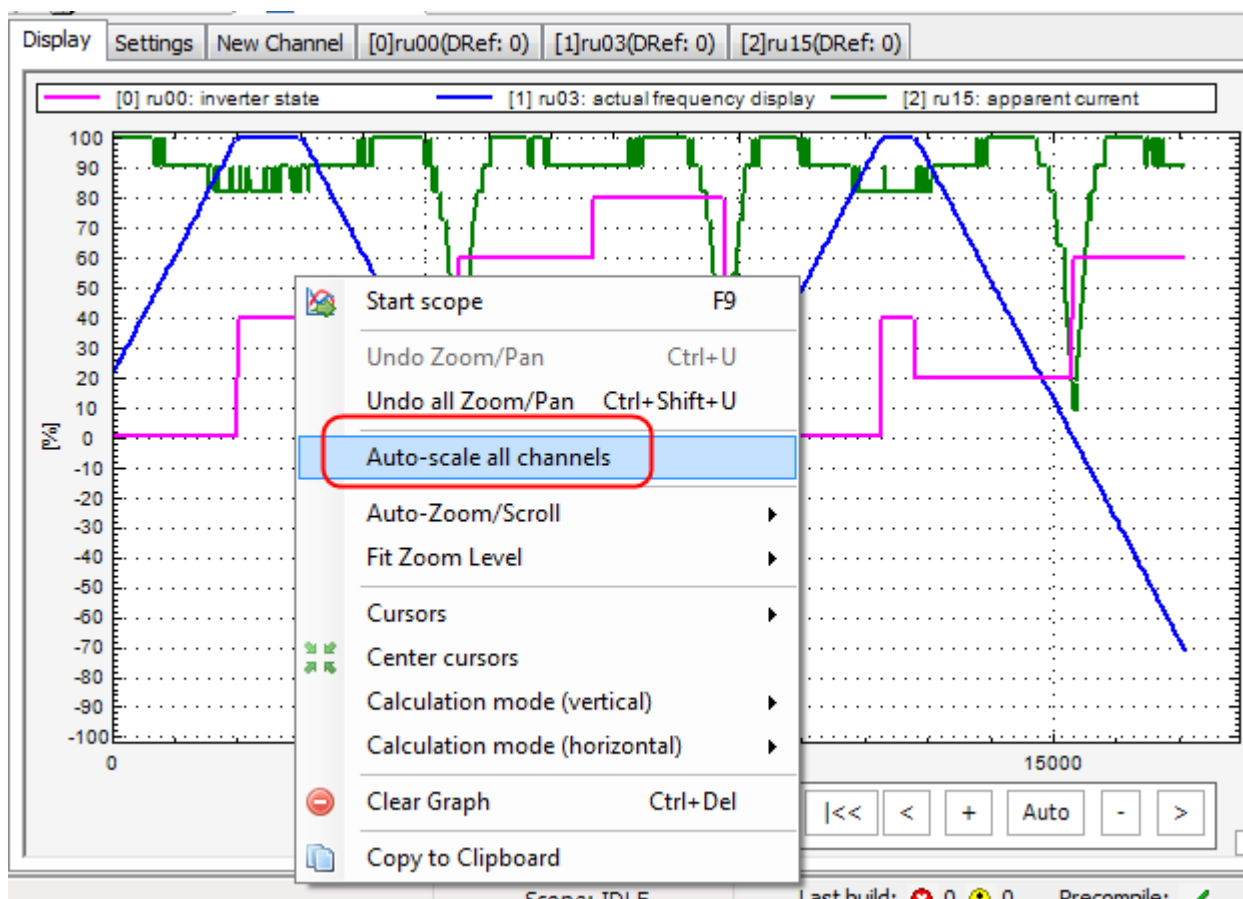 Display Settings New Channel [0]ru00(DRef: 0) [1]ru03(DRef: 0) [2]ru15(DRef: 0)
[0] ru00: inverter state [1] ru03: actual frequency display [2] ru15: apparent current
100
90
80
70
60
50
40
30
20
10
0
-10
-20
-30
-40
-50
-60
-70
-80
-90
-100
[%]
0 15000
Start scope F9
Undo Zoom/Pan Ctrl+U
Undo all Zoom/Pan Ctrl+Shift+U
Auto-scale all channels
Auto-Zoom/Scroll
Fit Zoom Level
Cursors
Center cursors
Calculation mode (vertical)
Calculation mode (horizontal)
Clear Graph Ctrl+Del
Copy to Clipboard
|<< < + Auto - >
Scope: IDLE Last build: 0 0 Precompile: